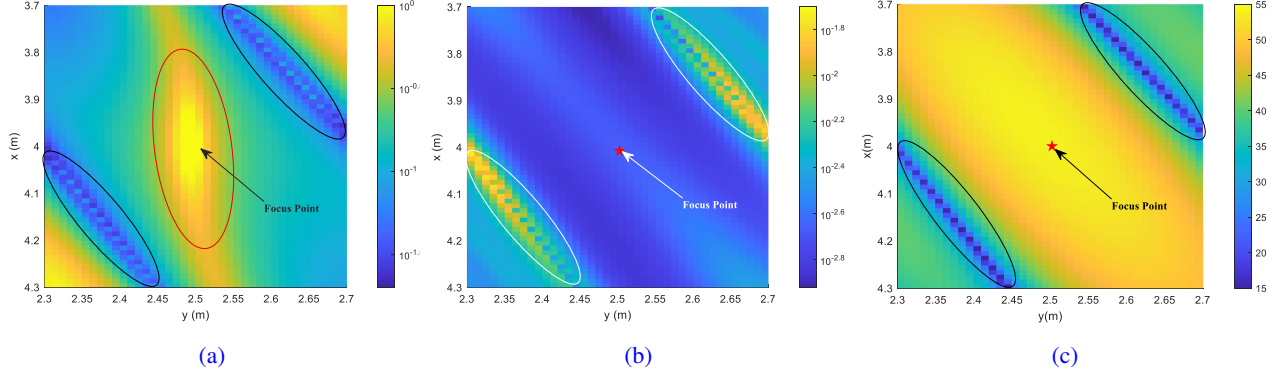 3.7
3.8
3.9
4
4.1
4.2
4.3
x (m)
2.3 2.35 2.4 2.45 2.5 2.55 2.6 2.65 2.7
y (m)
Focus Point
10^0
10^-1
(a)
3.7
3.8
3.9
4
4.1
4.2
4.3
x (m)
2.3 2.35 2.4 2.45 2.5 2.55 2.6 2.65 2.7
y (m)
Focus Point
10^-1.8
10^-2
10^-2.2
10^-2.4
10^-2.6
10^-2.8
(b)
3.7
3.8
3.9
4
4.1
4.2
4.3
x(m)
2.3 2.35 2.4 2.45 2.5 2.55 2.6 2.65 2.7
y(m)
Focus Point
55
50
45
40
35
30
25
20
15
(c)